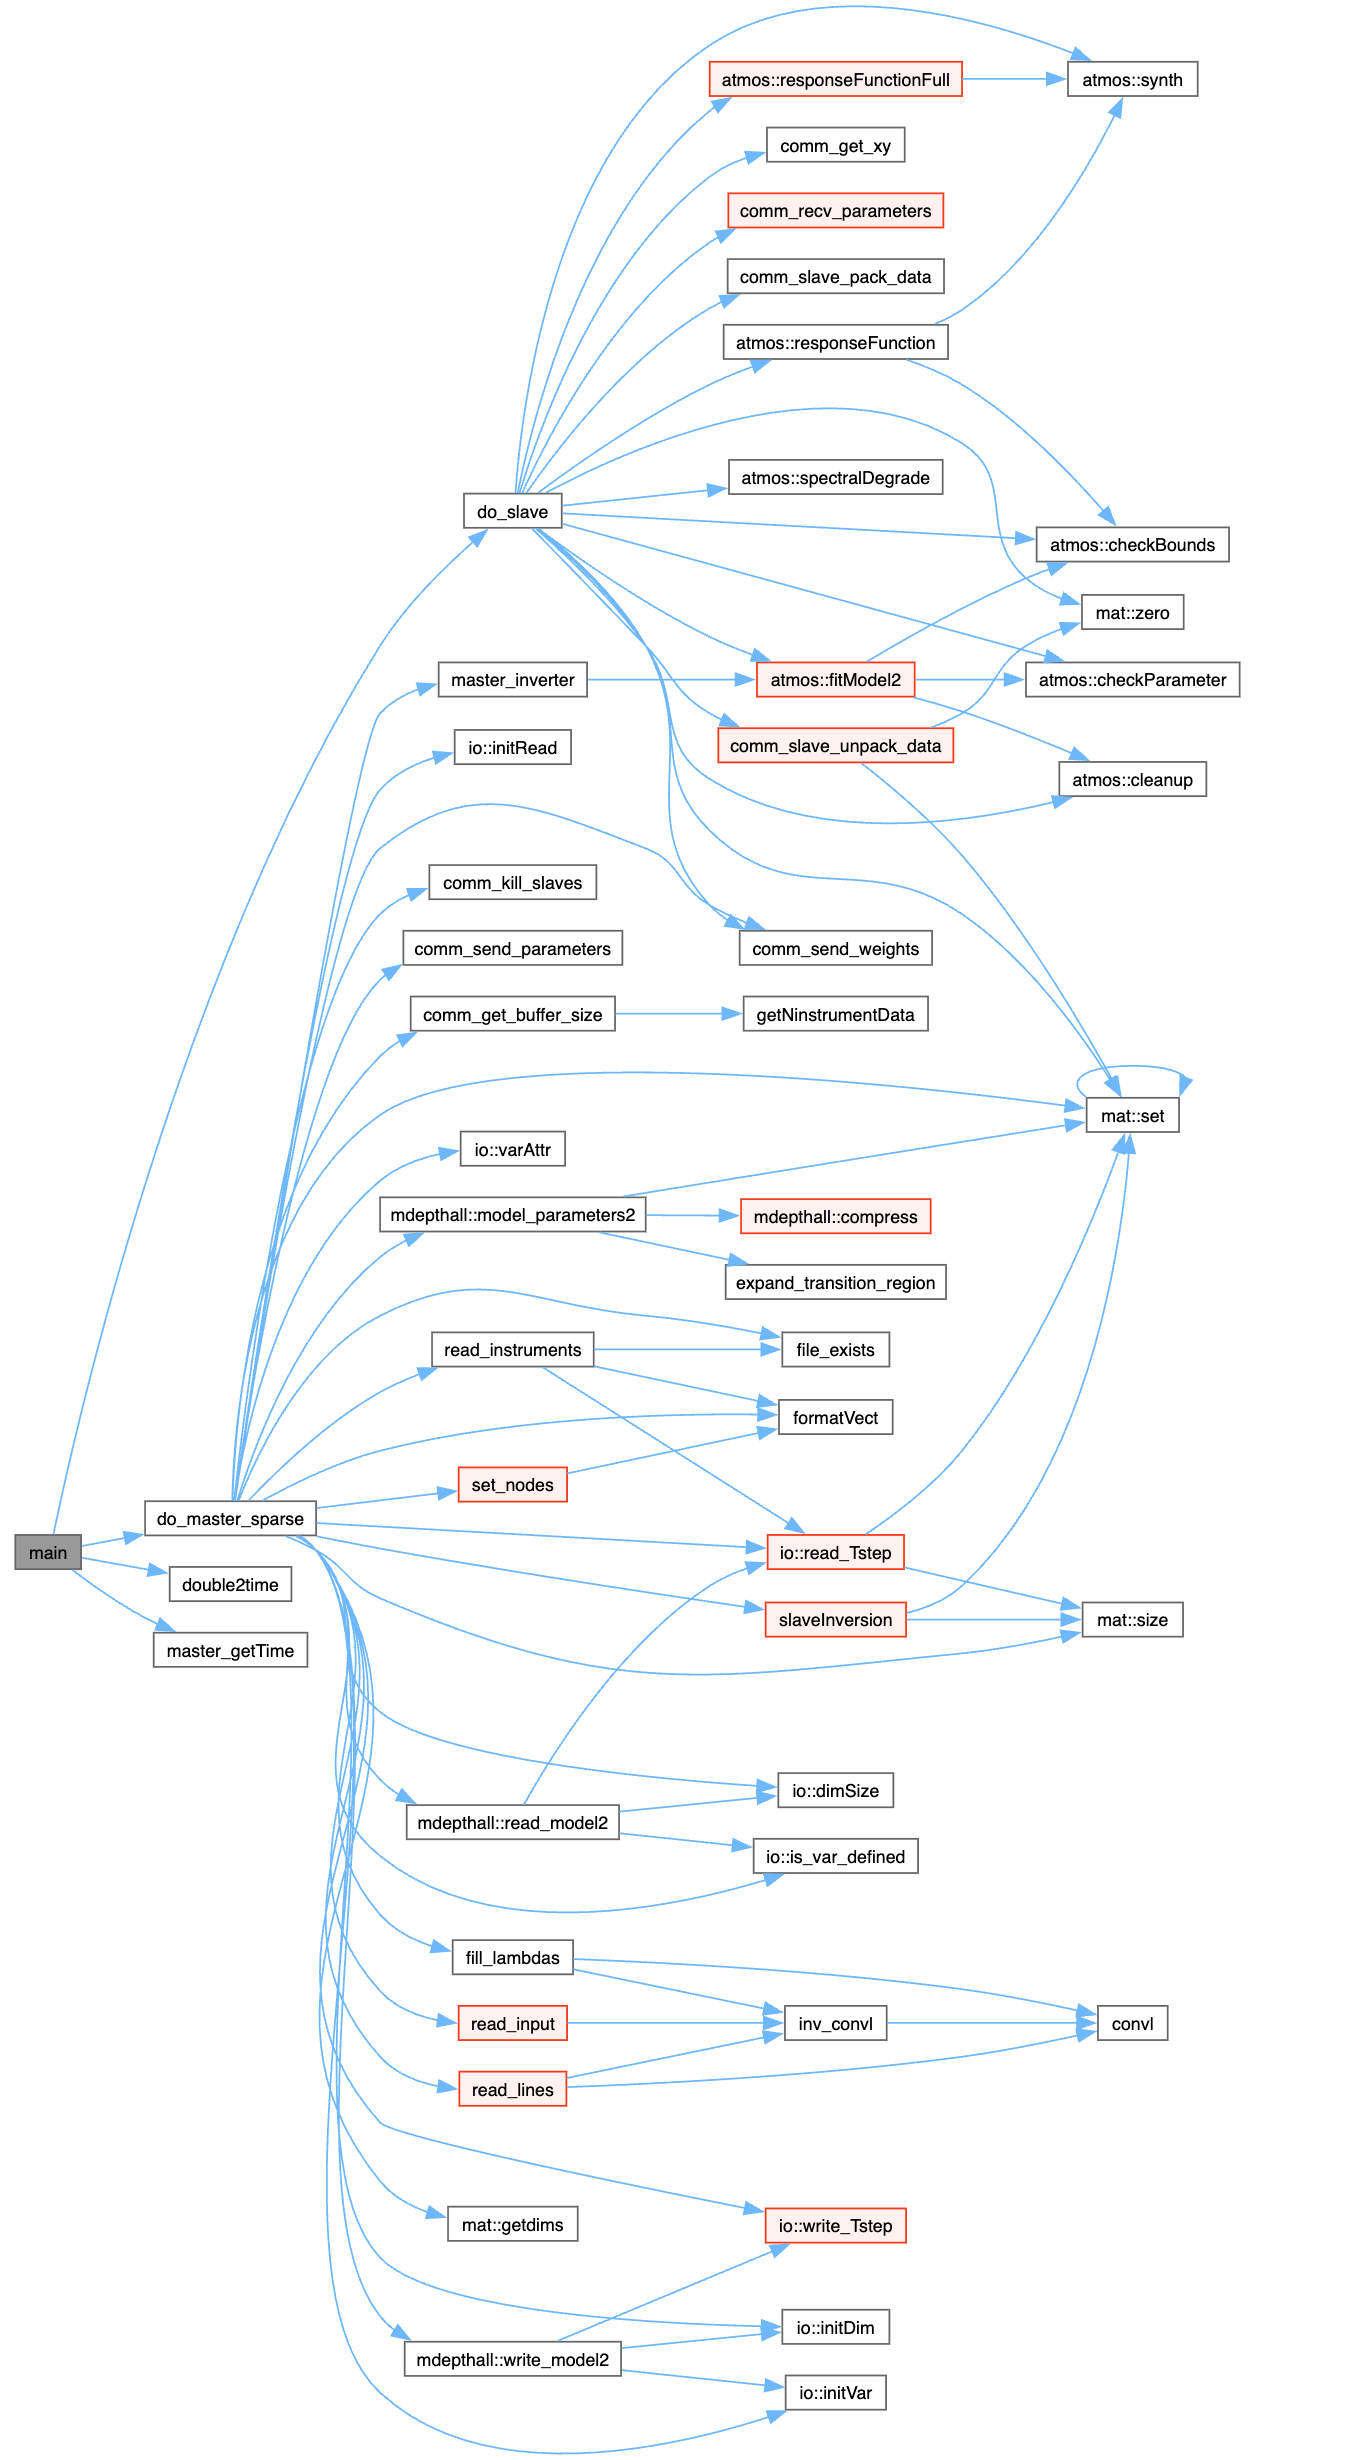 atmos::responseFunctionFull
atmos::synth
comm_get_xy
comm_recv_parameters
comm_slave_pack_data
atmos::responseFunction
atmos::spectralDegrade
do_slave
atmos::checkBounds
mat::zero
master_inverter
atmos::fitModel2
atmos::checkParameter
io::initRead
comm_slave_unpack_data
atmos::cleanup
comm_kill_slaves
comm_send_parameters
comm_send_weights
comm_get_buffer_size
getNinstrumentData
mat::set
io::varAttr
mdepthall::model_parameters2
mdepthall::compress
expand_transition_region
read_instruments
file_exists
formatVect
set_nodes
do_master_sparse
main
io::read_Tstep
double2time
slaveInversion
mat::size
master_getTime
io::dimSize
mdepthall::read_model2
io::is_var_defined
fill_lambdas
read_input
inv_convl
convl
read_lines
mat::getdims
io::write_Tstep
io::initDim
mdepthall::write_model2
io::initVar